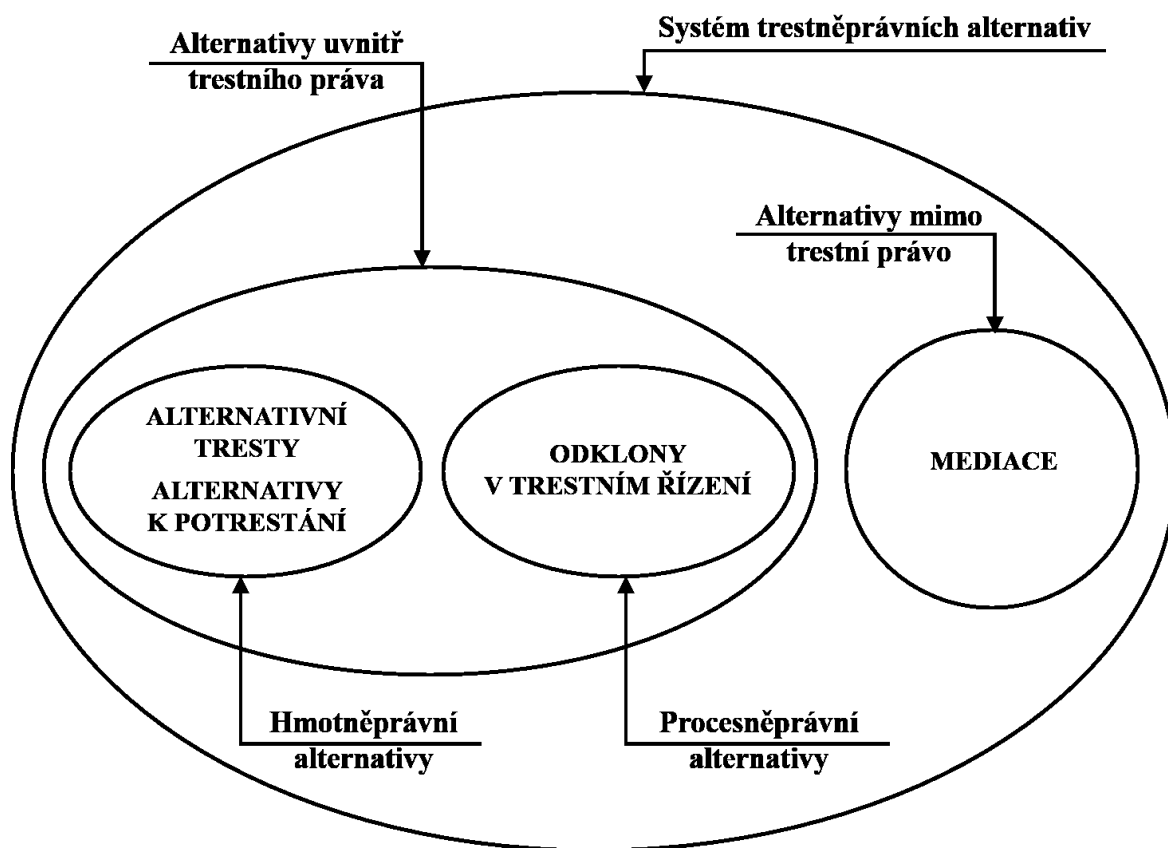 Alternativy uvnitř
trestního práva
Systém trestněprávních alternativ
Alternativy mimo
trestní právo
ALTERNATIVNÍ
TRESTY
ALTERNATIVY
K POTRESTÁNÍ
ODKLONY
V TRESTNÍM ŘÍZENÍ
MEDIACE
Hmotněprávní
alternativy
Procesněprávní
alternativy